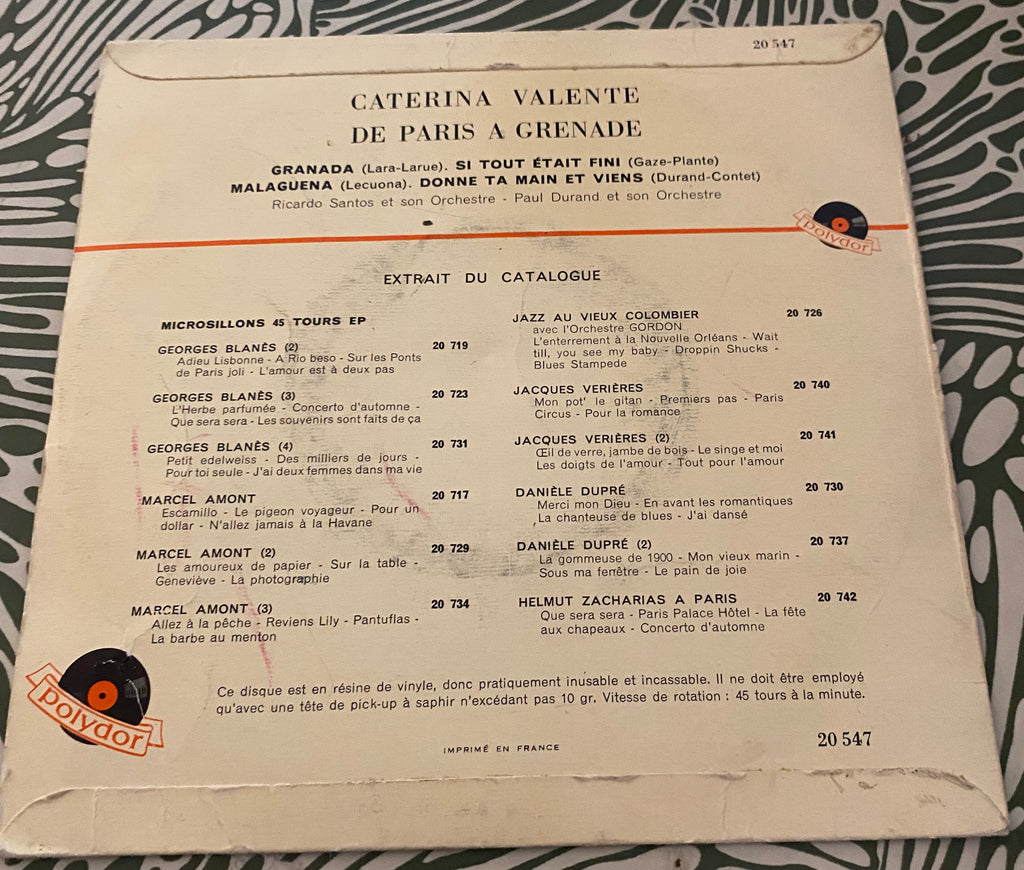 20 547
CATERINA VALENTE
DE PARIS A GRENADE
GRANADA (Lara-Larue). SI TOUT ÉTAIT FINI (Gaze-Plante)
MALAGUENA (Lecuona). DONNE TA MAIN ET VIENS (Durand-Contet)
Ricardo Santos et son Orchestre - Paul Durand et son Orchestre
polydor
EXTRAIT DU CATALOGUE
MICROSILLONS 45 TOURS EP
GEORGES BLANÈS (2) 20 719
Adieu Lisbonne - A Rio beso - Sur les Ponts
de Paris joli - L'amour est à deux pas
GEORGES BLANÈS (3) 20 723
L'Herbe parfumée - Concerto d'automne -
Que sera sera - Les souvenirs sont faits de ça
GEORGES BLANÈS (4) 20 731
Petit edelweiss - Des milliers de jours -
Pour toi seule - J'ai deux femmes dans ma vie
MARCEL AMONT 20 717
Escamillo - Le pigeon voyageur - Pour un
dollar - N'allez jamais à la Havane
MARCEL AMONT (2) 20 729
Les amoureux de papier - Sur la table -
Geneviève - La photographie
MARCEL AMONT (3) 20 734
Allez à la pêche - Reviens Lily - Pantuflas -
La barbe au menton
JAZZ AU VIEUX COLOMBIER 20 726
avec l'Orchestre GORDON
L'enterrement à la Nouvelle Orléans - Wait
till, you see my baby - Droppin Shucks -
Blues Stampede
JACQUES VERIÈRES 20 740
Mon pot' le gitan - Premiers pas - Paris
Circus - Pour la romance
JACQUES VERIÈRES (2) 20 741
Œil de verre, jambe de bois - Le singe et moi
Les doigts de l'amour - Tout pour l'amour
DANIÈLE DUPRÉ 20 730
Merci mon Dieu - En avant les romantiques
La chanteuse de blues - J'ai dansé
DANIÈLE DUPRÉ (2) 20 737
La gommeuse de 1900 - Mon vieux marin -
Sous ma fenêtre - Le pain de joie
HELMUT ZACHARIAS A PARIS 20 742
Que sera sera - Paris Palace Hôtel - La fête
aux chapeaux - Concerto d'automne
polydor
Ce disque est en résine de vinyle, donc pratiquement inusable et incassable. Il ne doit être employé
qu'avec une tête de pick-up à saphir n'excédant pas 10 gr. Vitesse de rotation : 45 tours à la minute.
IMPRIMÉ EN FRANCE
20 547